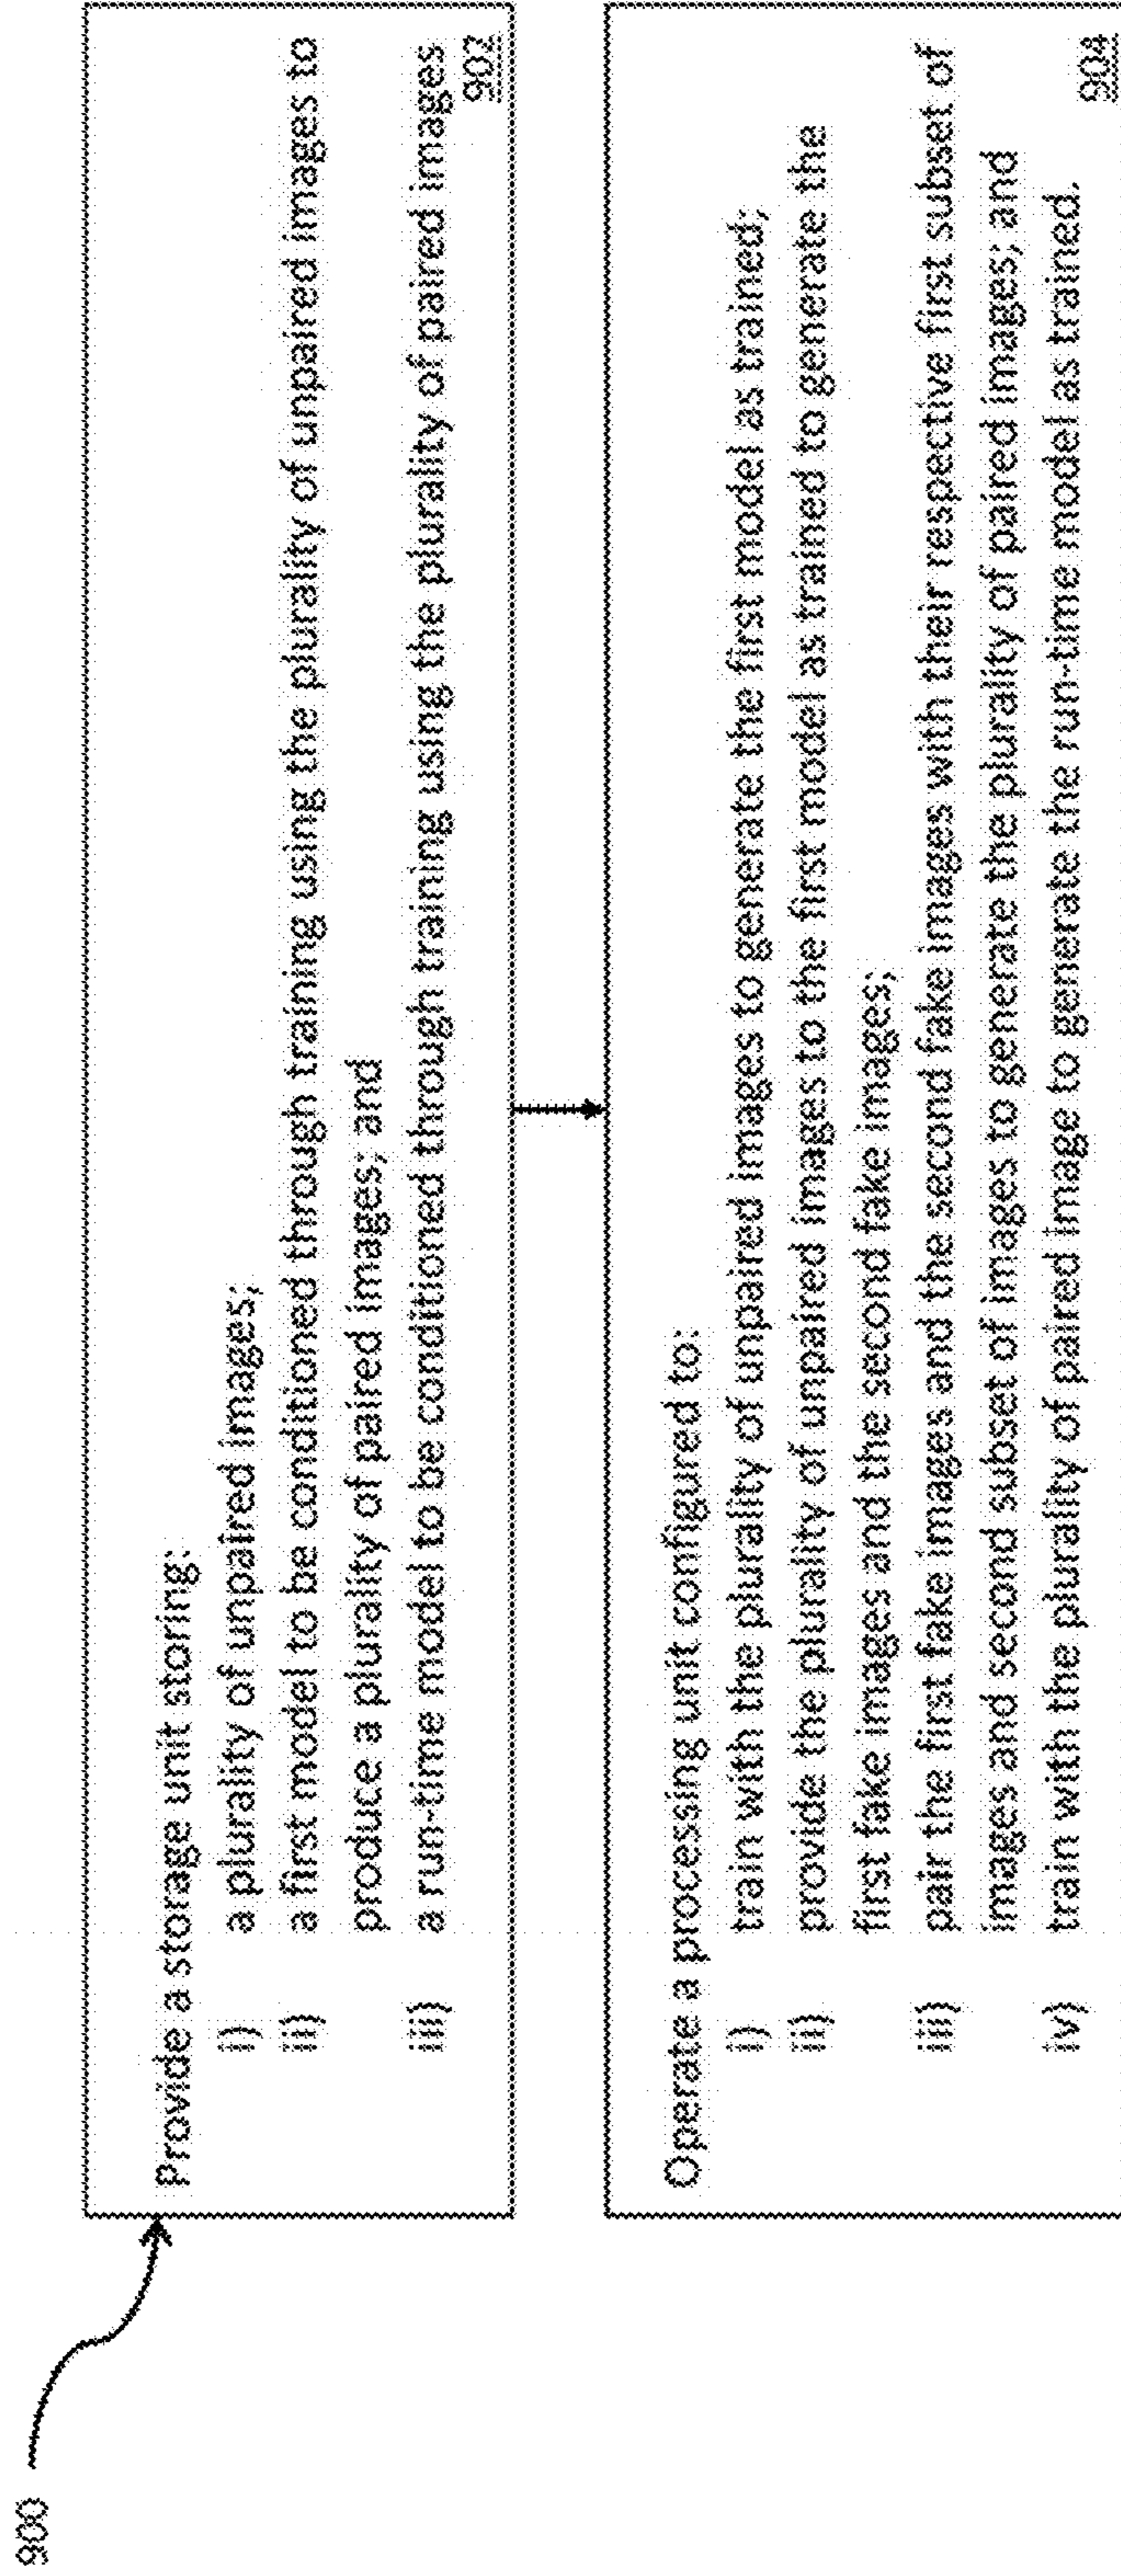 900
Provide a storage unit storing:
i) a plurality of unpaired images;
ii) a first model to be conditioned through training using the plurality of unpaired images to
produce a plurality of paired images; and
iii) a run-time model to be conditioned through training using the plurality of paired images
902
Operate a processing unit configured to:
i) train with the plurality of unpaired images to generate the first model as trained;
ii) provide the plurality of unpaired images to the first model as trained to generate the
first fake images and the second fake images;
iii) pair the first fake images and the second fake images with their respective first subset of
images and second subset of images to generate the plurality of paired images; and
iv) train with the plurality of paired image to generate the run-time model as trained.
904